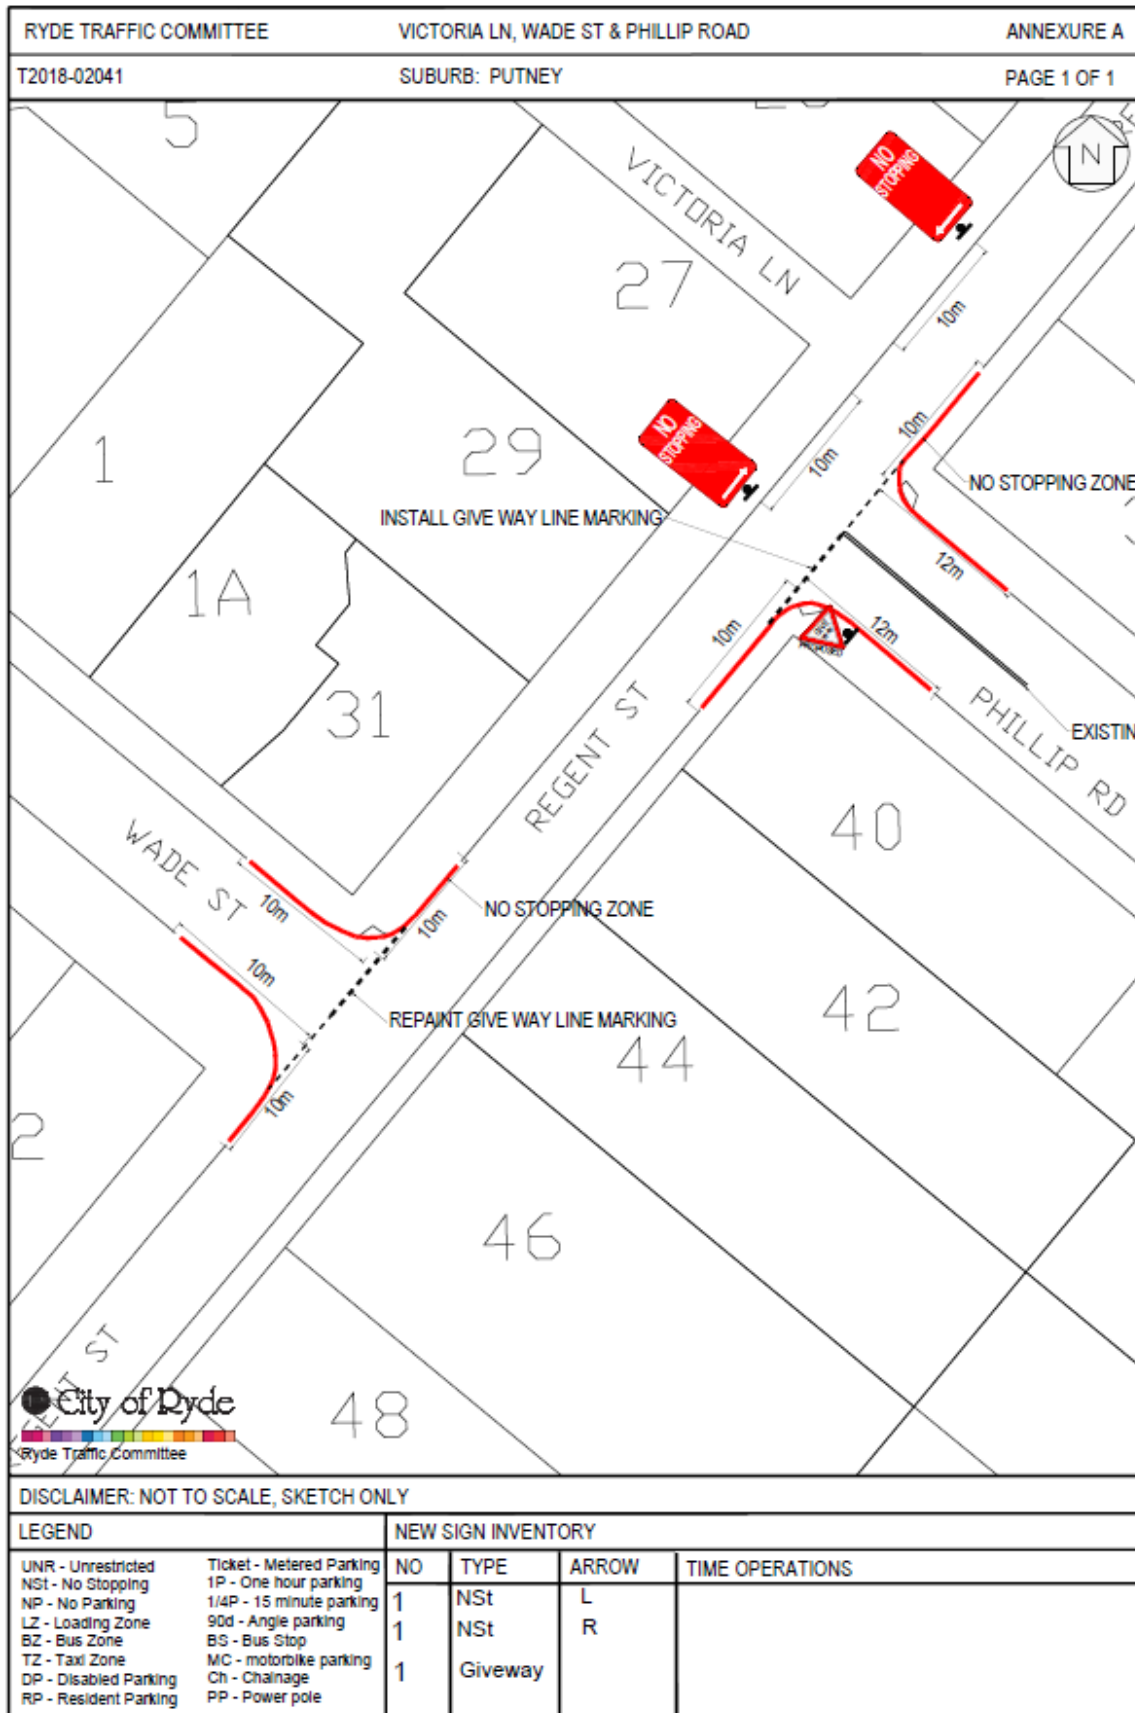 RYDE TRAFFIC COMMITTEE VICTORIA LN, WADE ST & PHILLIP ROAD ANNEXURE A
T2018-02041 SUBURB: PUTNEY PAGE 1 OF 1
5
N
VICTORIA LN
NO
STOPPING
27
10m
10m
NO
STOPPING
1
29
10m
NO STOPPING ZONE
INSTALL GIVE WAY LINE MARKING
12m
1A
10m
12m
31
REGENT ST
PHILLIP RD
EXISTIN
40
WADE ST
10m
NO STOPPING ZONE
10m
10m
42
REPAINT GIVE WAY LINE MARKING
44
10m
2
46
48
City of Ryde
Ryde Traffic Committee
DISCLAIMER: NOT TO SCALE, SKETCH ONLY
LEGEND
UNR - Unrestricted
NSt - No Stopping
NP - No Parking
LZ - Loading Zone
BZ - Bus Zone
TZ - Taxi Zone
DP - Disabled Parking
RP - Resident Parking
Ticket - Metered Parking
1P - One hour parking
1/4P - 15 minute parking
90d - Angle parking
BS - Bus Stop
MC - motorbike parking
Ch - Chainage
PP - Power pole
NEW SIGN INVENTORY
NO TYPE ARROW TIME OPERATIONS
1 NSt L
1 NSt R
1 Giveway